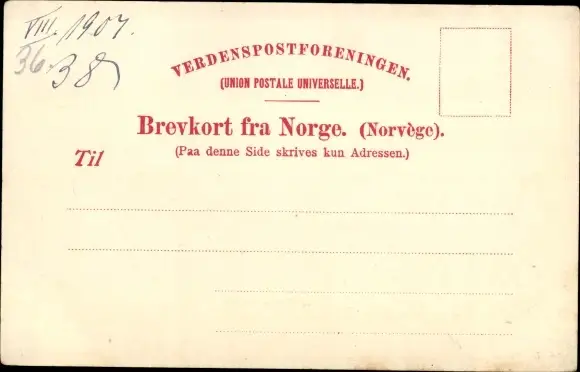 VIII. 1907.
36. 38
VERDENSPOSTFORENINGEN.
(UNION POSTALE UNIVERSELLE.)
Brevkort fra Norge. (Norvège).
Til
(Paa denne Side skrives kun Adressen.)